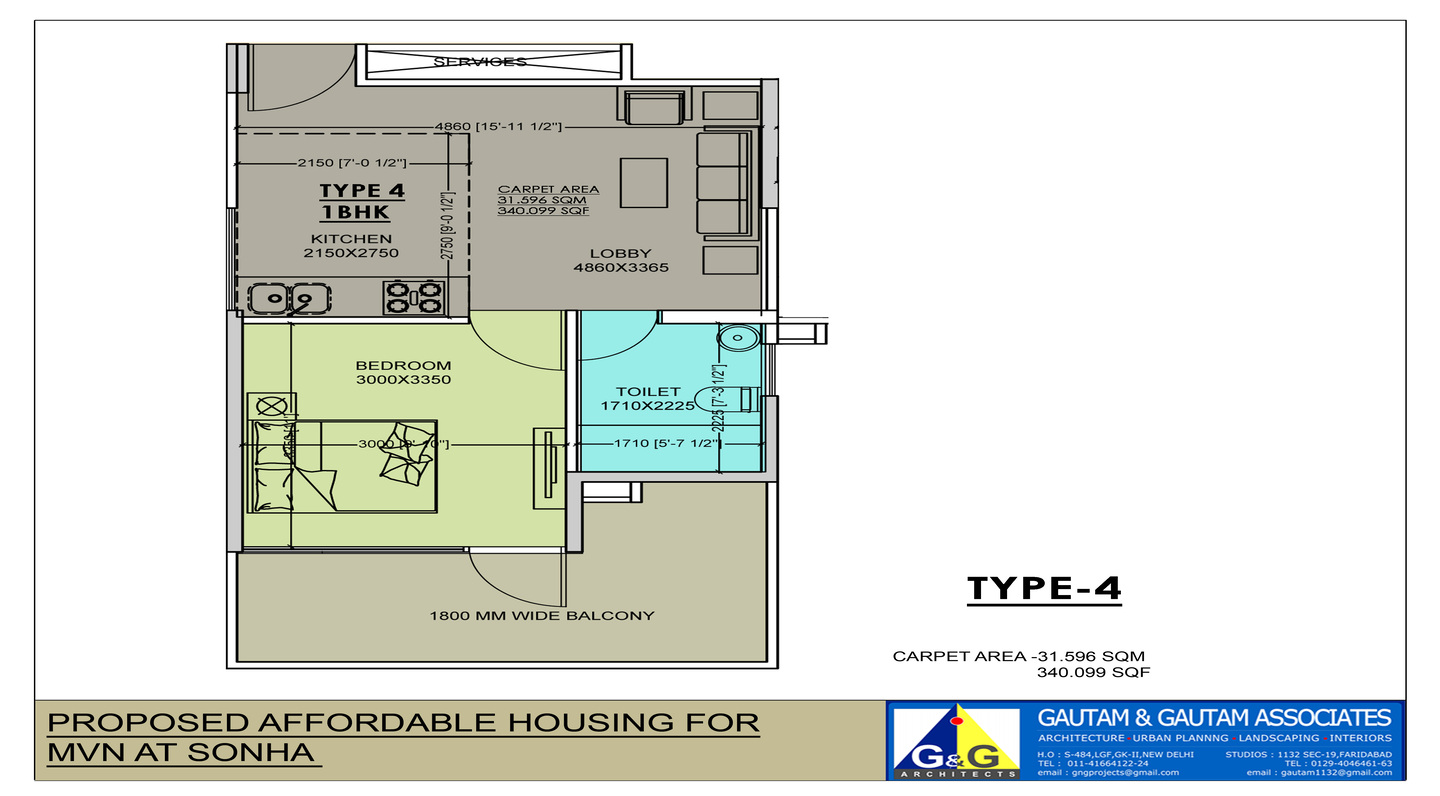 SERVICES
4860 [15'-11 1/2"]
2150 [7'-0 1/2"]
TYPE 4
1BHK
CARPET AREA
31.596 SQM
340.099 SQF
2750 [9'-0 1/2"]
KITCHEN
2150X2750
LOBBY
4860X3365
BEDROOM
3000X3350
TOILET
1710X2225
2225 [7'-3 1/2"]
3000 [9'-10"]
1710 [5'-7 1/2"]
1800 MM WIDE BALCONY
TYPE-4
CARPET AREA -31.596 SQM
340.099 SQF
PROPOSED AFFORDABLE HOUSING FOR
MVN AT SONHA
G&G
ARCHITECTS
GAUTAM & GAUTAM ASSOCIATES
ARCHITECTURE - URBAN PLANNNG - LANDSCAPING - INTERIORS
H.O : S-484,LGF,GK-II,NEW DELHI
TEL : 011-41664122-24
email : gngprojects@gmail.com
STUDIOS : 1132 SEC-19,FARIDABAD
TEL : 0129-4046461-63
email : gautam1132@gmail.com